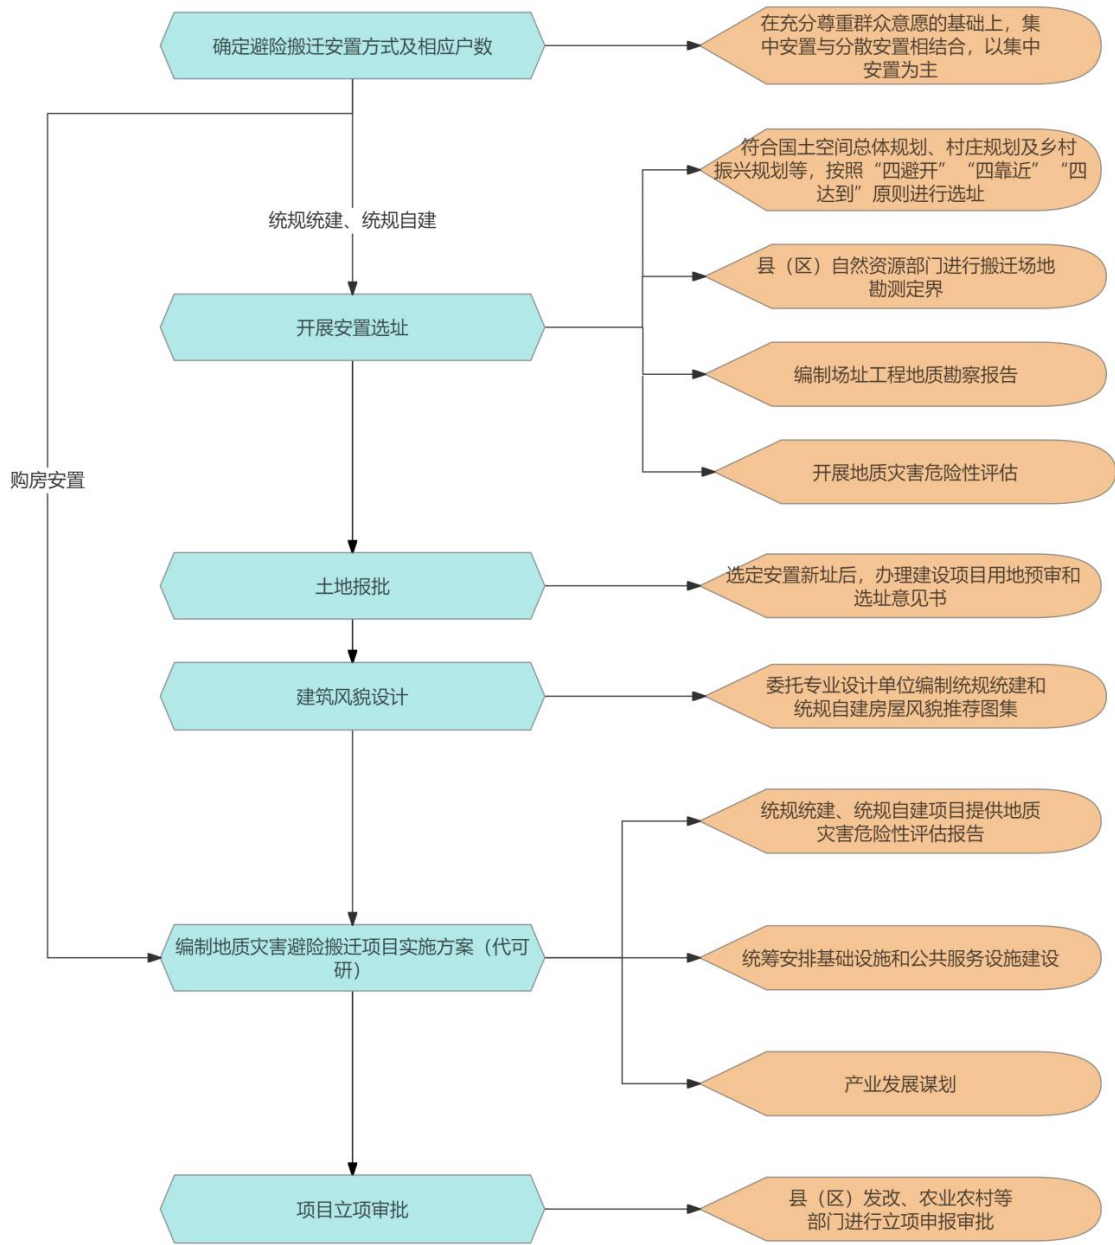 确定避险搬迁安置方式及相应户数
在充分尊重群众意愿的基础上，集
中安置与分散安置相结合，以集中
安置为主
统规统建、统规自建
购房安置
开展安置选址
符合国土空间总体规划、村庄规划及乡村
振兴规划等，按照“四避开”“四靠近”“四
达到”原则进行选址
县（区）自然资源部门进行搬迁场地
勘测定界
编制场址工程地质勘察报告
开展地质灾害危险性评估
土地报批
选定安置新址后，办理建设项目用地预审和
选址意见书
建筑风貌设计
委托专业设计单位编制统规统建和
统规自建房屋风貌推荐图集
编制地质灾害避险搬迁项目实施方案（代可
研）
统规统建、统规自建项目提供地质
灾害危险性评估报告
统筹安排基础设施和公共服务设施建设
产业发展谋划
项目立项审批
县（区）发改、农业农村等
部门进行立项申报审批